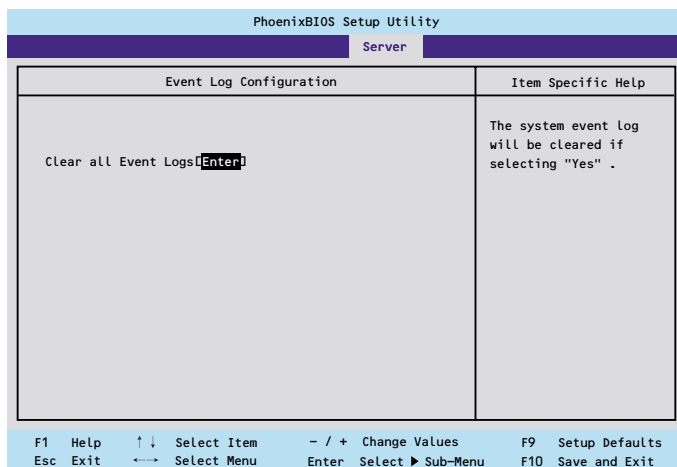 PhoenixBIOS Setup Utility
Server
Event Log Configuration
Item Specific Help
Clear all Event Logs[Enter]
The system event log
will be cleared if
selecting "Yes" .
F1 Help ↑↓ Select Item - / + Change Values F9 Setup Defaults
Esc Exit ←→ Select Menu Enter Select ▶ Sub-Menu F10 Save and Exit